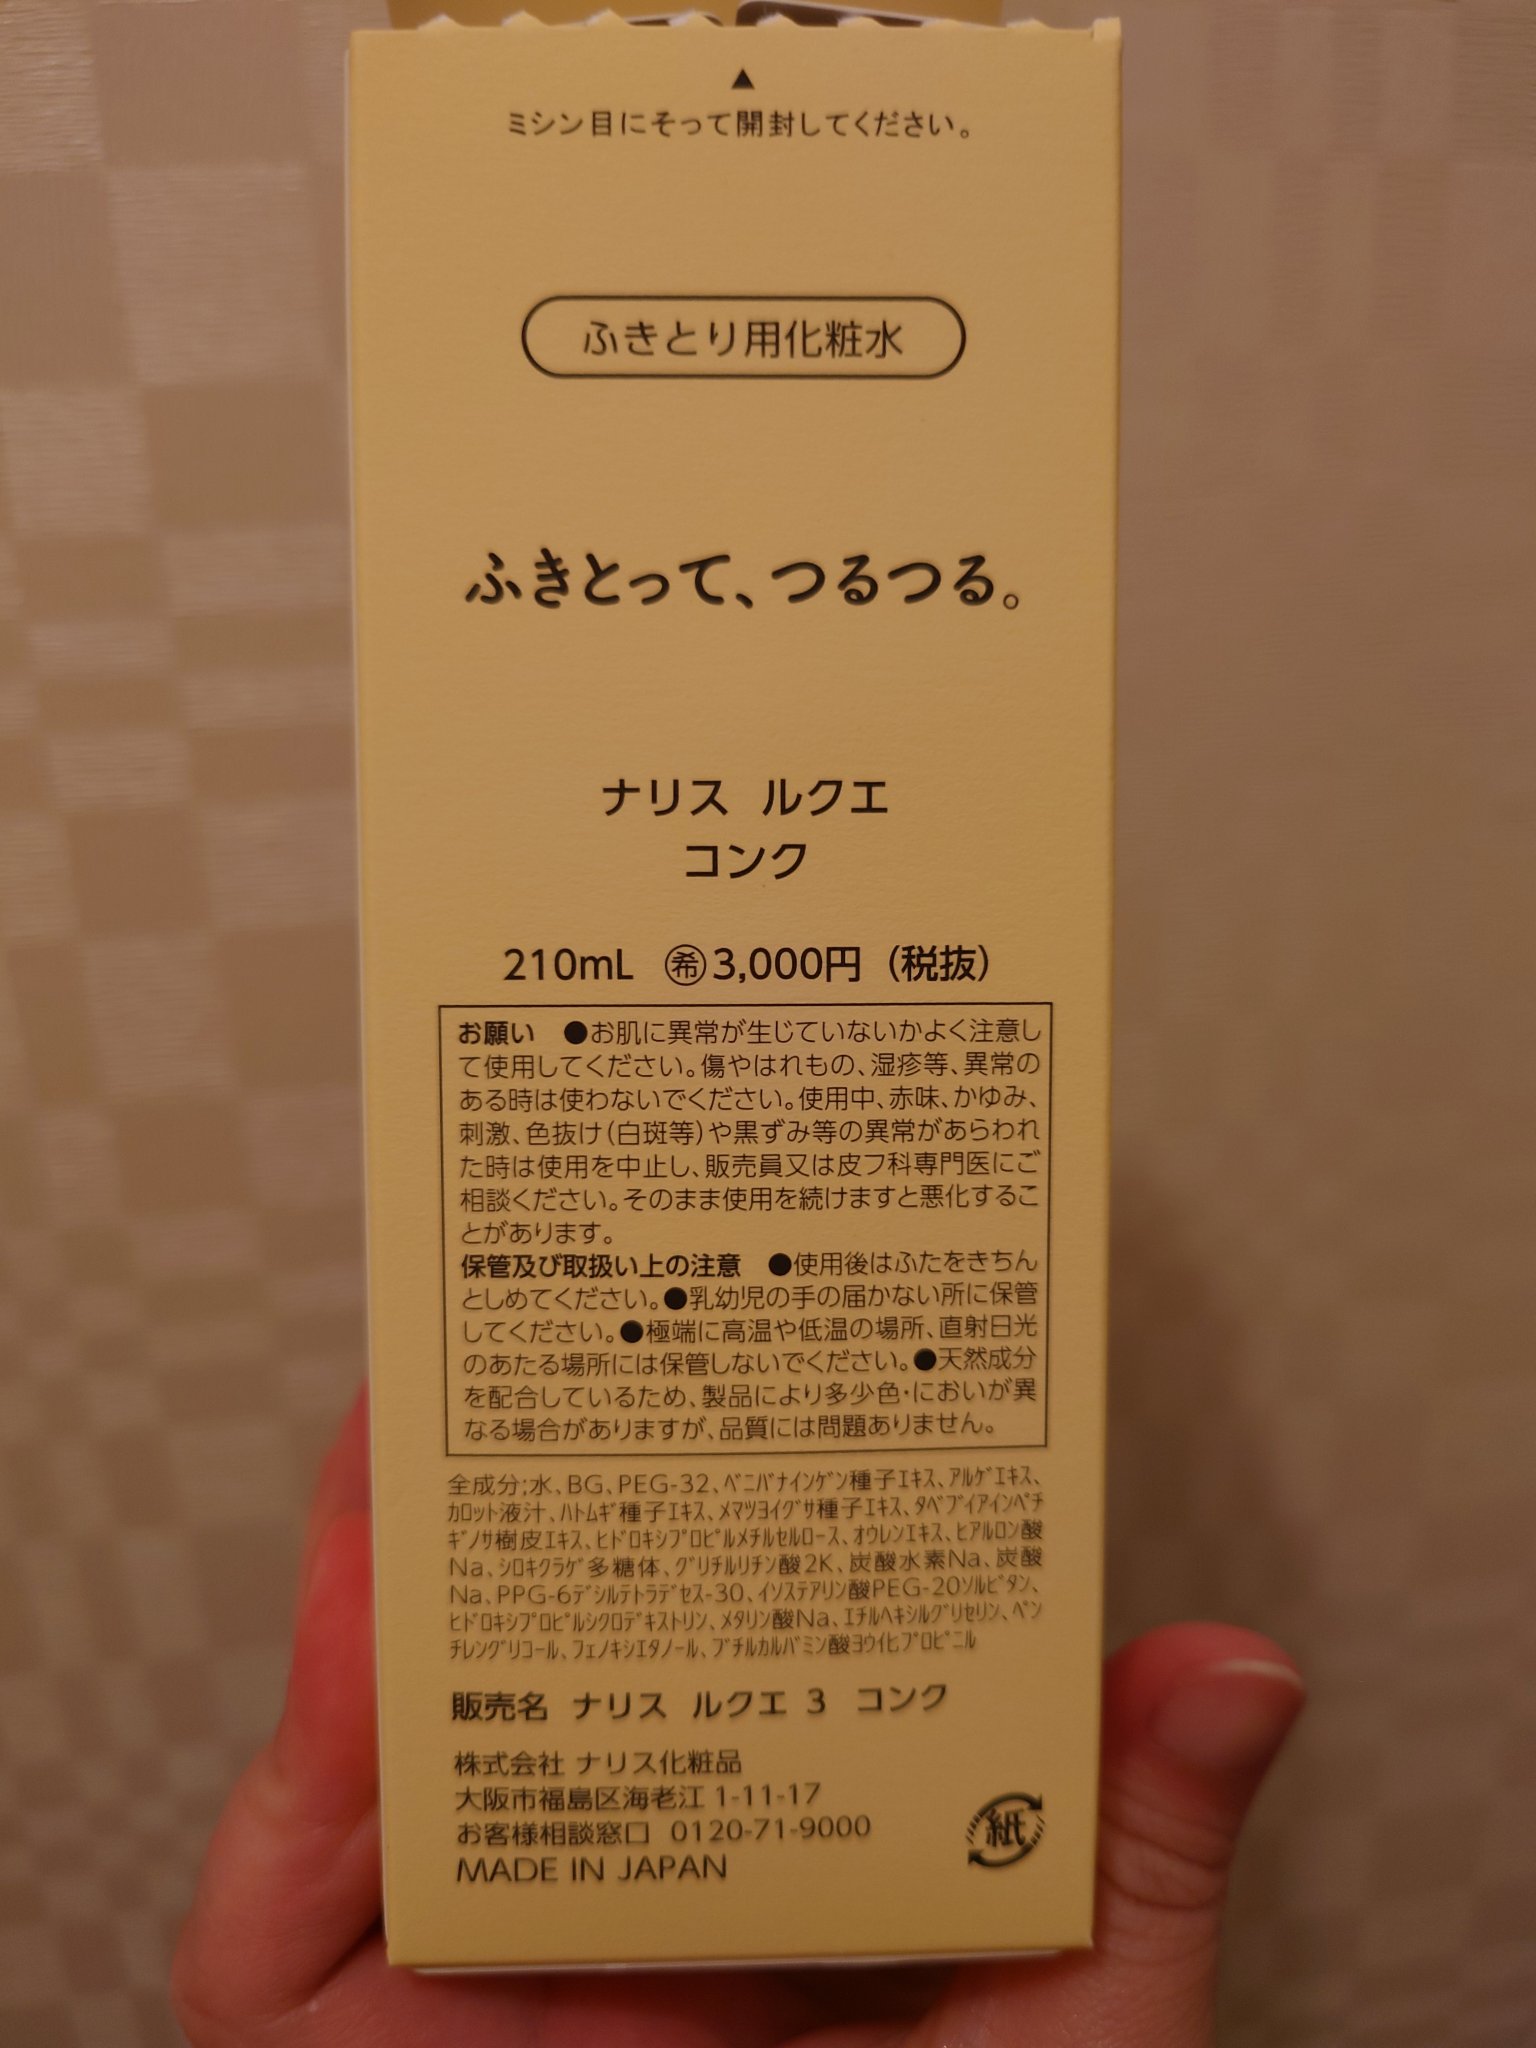 ▲
ミシン目にそって開封してください。
ふきとり用化粧水
ふきとって、つるつる。
ナリス ルクエ
コンク
210mL ㊝3,000円（税抜）
お願い ●お肌に異常が生じていないかよく注意し
て使用してください。傷やはれもの、湿疹等、異常の
ある時は使わないでください。使用中、赤味、かゆみ、
刺激、色抜け（白斑等）や黒ずみ等の異常があらわれ
た時は使用を中止し、販売員又は皮フ科専門医にご
相談ください。そのまま使用を続けますと悪化するこ
とがあります。
保管及び取扱い上の注意 ●使用後はふたをきちん
としめてください。●乳幼児の手の届かない所に保管
してください。●極端に高温や低温の場所、直射日光
のあたる場所には保管しないでください。●天然成分
を配合しているため、製品により多少色・においが異
なる場合がありますが、品質には問題ありません。
全成分;水、BG、PEG-32、ﾍﾞﾆﾊﾞﾅｲﾝｹﾞﾝ種子ｴｷｽ、ｱﾙｹﾞｴｷｽ、
ｶﾛｯﾄ液汁、ﾊﾄﾑｷﾞ種子ｴｷｽ、ﾒﾏﾂﾖｲｸﾞｻ種子ｴｷｽ、ﾀﾍﾞﾌﾞｲｱｲﾝﾍﾟﾁ
ｷﾞﾉｻ樹皮ｴｷｽ、ﾋﾄﾞﾛｷｼﾌﾟﾛﾋﾟﾙﾒﾁﾙｾﾙﾛｰｽ、ｵｳﾚﾝｴｷｽ、ﾋｱﾙﾛﾝ酸
Na、ｼﾛｷｸﾗｹﾞ多糖体、ｸﾞﾘﾁﾙﾘﾁﾝ酸2K、炭酸水素Na、炭酸
Na、PPG-6ﾃﾞｼﾙﾃﾄﾗﾃﾞｾｽ-30、ｲｿｽﾃｱﾘﾝ酸PEG-20ｿﾙﾋﾞﾀﾝ、
ﾋﾄﾞﾛｷｼﾌﾟﾛﾋﾟﾙｼｸﾛﾃﾞｷｽﾄﾘﾝ、ﾒﾀﾘﾝ酸Na、ｴﾁﾙﾍｷｼﾙｸﾞﾘｾﾘﾝ、ﾍﾟﾝ
ﾁﾚﾝｸﾞﾘｺｰﾙ、ﾌｪﾉｷｼｴﾀﾉｰﾙ、ﾌﾞﾁﾙｶﾙﾊﾞﾐﾝ酸ﾖｳ化ﾌﾟﾛﾋﾟﾆﾙ
販売名 ナリス ルクエ 3 コンク
株式会社 ナリス化粧品
大阪市福島区海老江 1-11-17
お客様相談窓口 0120-71-9000
MADE IN JAPAN
紙